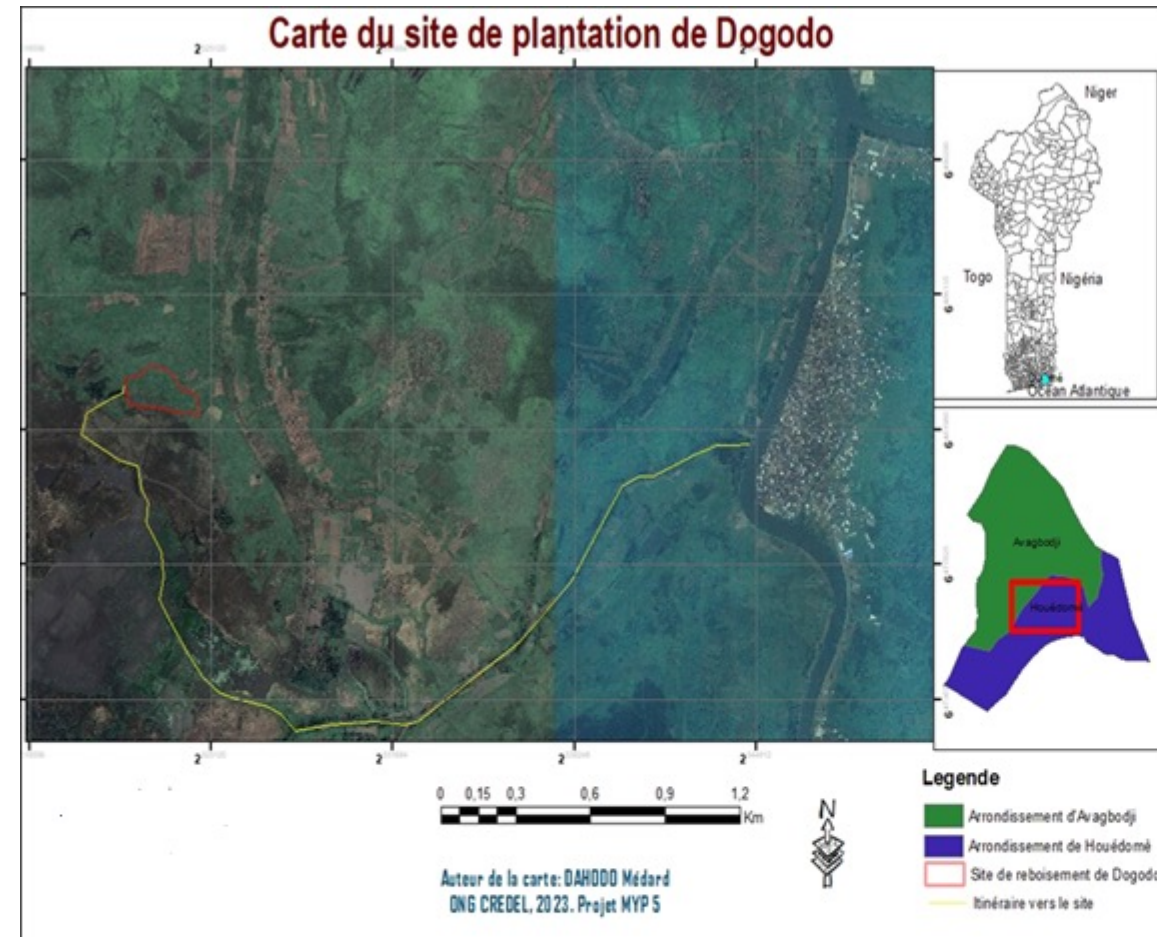 Carte du site de plantation de Dogodo
Niger
Togo
Nigéria
Océan Atlantique
Avagbodji
Houédomè
0 0,15 0,3 0,6 0,9 1,2
Km
N
Auteur de la carte: DAHODO Médard
ONG CREDEL, 2023. Projet MYP 5
Legende
Arrondissement d'Avagbodji
Arrondissement de Houédomè
Site de reboisement de Dogodo
Itinéraire vers le site